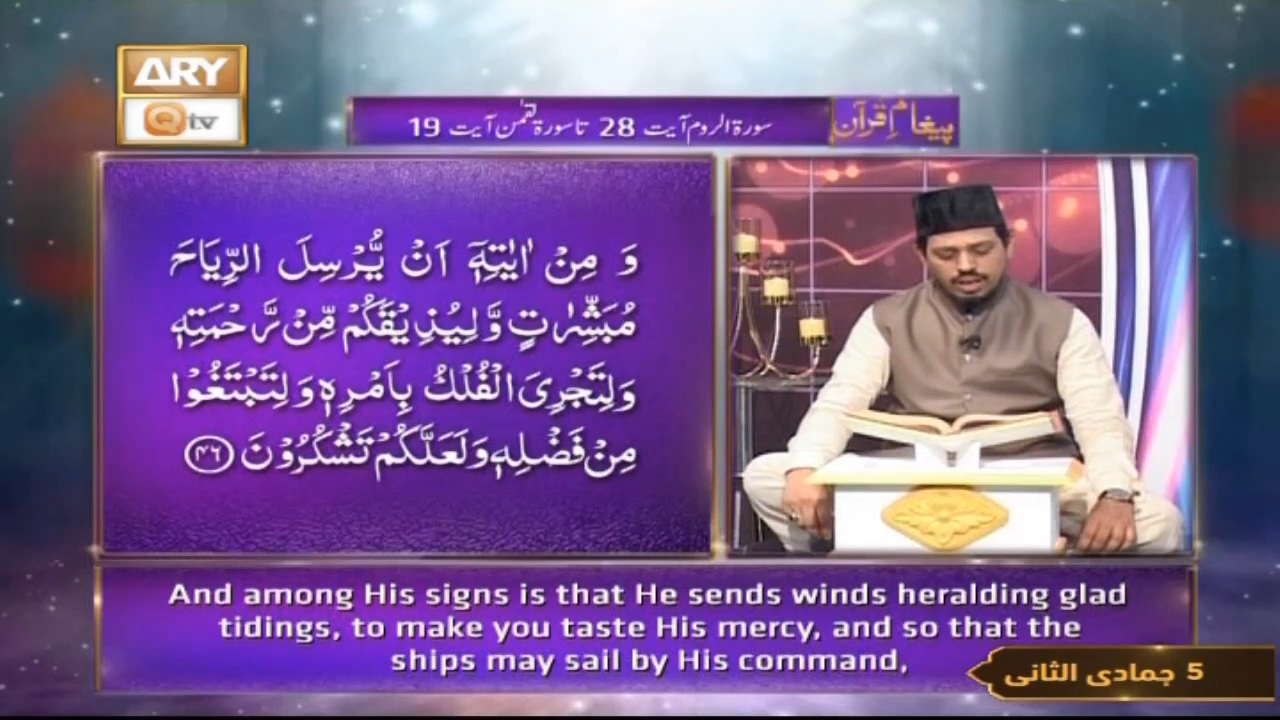 ARY
Qtv
پیغامِ قرآن
سورۃ الروم آیت 28 تا سورۃ لقمٰن آیت 19
وَ مِنْ اٰیٰتِهٖۤ اَنْ یُّرْسِلَ الرِّیَاحَ
مُبَشِّرٰتٍ وَّ لِیُذِیْقَكُمْ مِّنْ رَّحْمَتِهٖ
وَ لِتَجْرِیَ الْفُلْكُ بِاَمْرِهٖ وَ لِتَبْتَغُوْا
مِنْ فَضْلِهٖ وَ لَعَلَّكُمْ تَشْكُرُوْنَ ۴۶
And among His signs is that He sends winds heralding glad
tidings, to make you taste His mercy, and so that the
ships may sail by His command,
5 جمادی الثانی